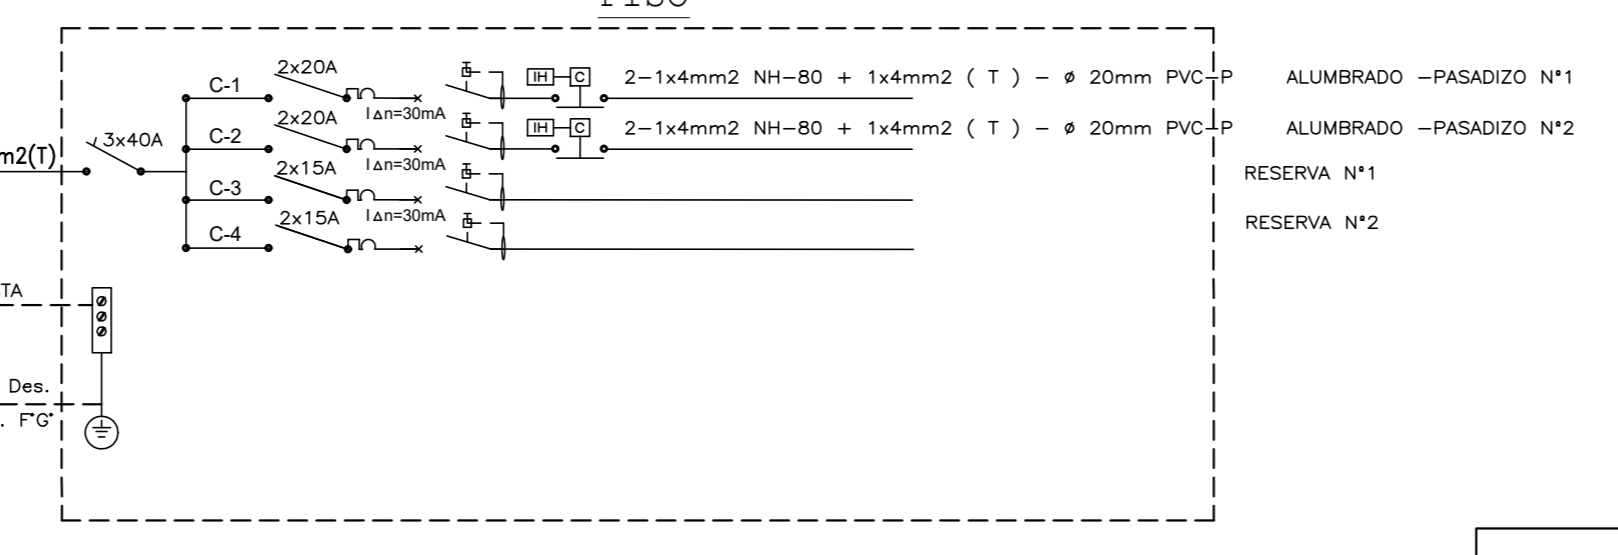 PISO
C-1 2x20A IΔn=30mA IH C 2-1x4mm2 NH-80 + 1x4mm2 ( T ) - ø 20mm PVC-P ALUMBRADO -PASADIZO N°1
C-2 2x20A IΔn=30mA IH C 2-1x4mm2 NH-80 + 1x4mm2 ( T ) - ø 20mm PVC-P ALUMBRADO -PASADIZO N°2
m2(T) 3x40A
C-3 2x15A IΔn=30mA RESERVA N°1
C-4 2x15A RESERVA N°2
TA
Des.
. F°G°